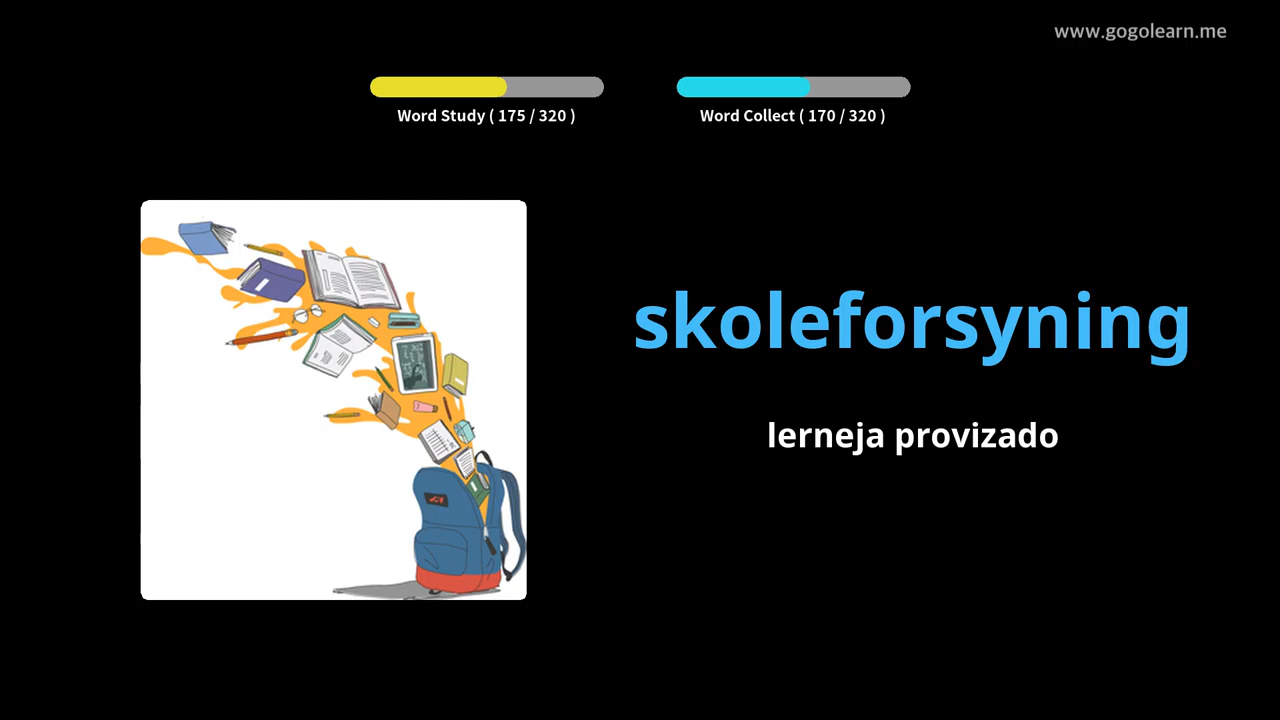 www.gogolearn.me
Word Study ( 175 / 320 )
Word Collect ( 170 / 320 )
skoleforsyning
lerneja provizado